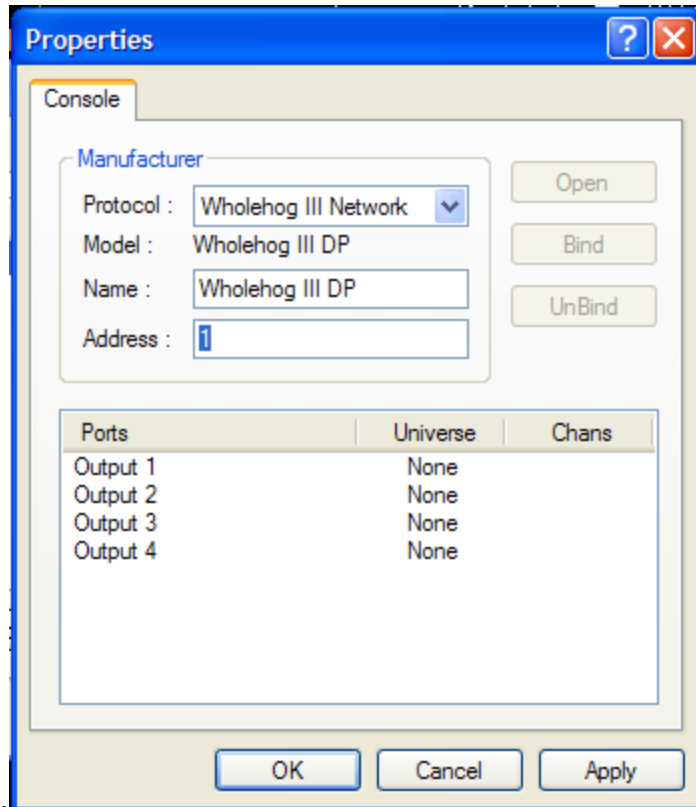 Properties
Console
Manufacturer
Protocol : Wholehog III Network
Model : Wholehog III DP
Name : Wholehog III DP
Address : 1
Open
Bind
UnBind
Ports Universe Chans
Output 1 None
Output 2 None
Output 3 None
Output 4 None
OK Cancel Apply